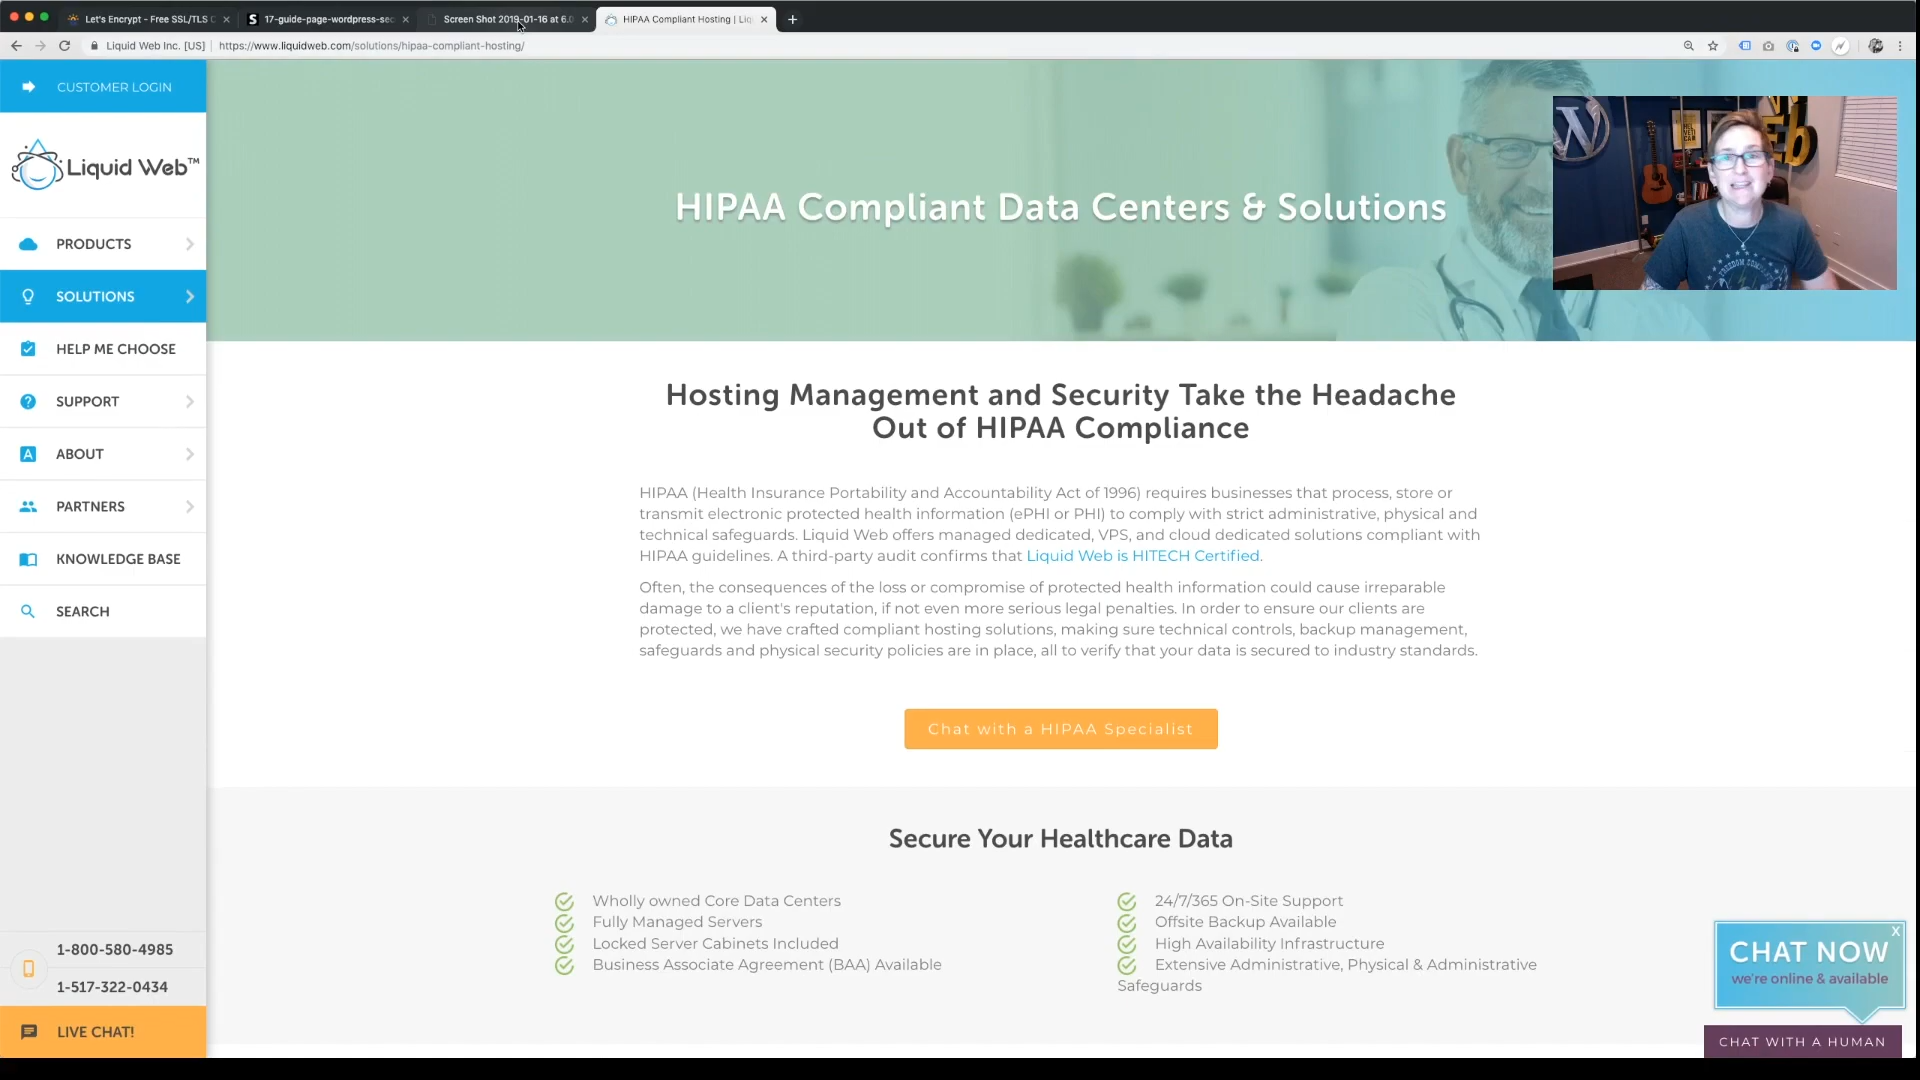 Let's Encrypt - Free SSL/TLS C
17-guide-page-wordpress-sec
Screen Shot 2019-01-16 at 6.0
HIPAA Compliant Hosting | Liq
Liquid Web Inc. [US]
https://www.liquidweb.com/solutions/hipaa-compliant-hosting/
CUSTOMER LOGIN
Liquid Web™
PRODUCTS
SOLUTIONS
HELP ME CHOOSE
SUPPORT
ABOUT
PARTNERS
KNOWLEDGE BASE
SEARCH
1-800-580-4985
1-517-322-0434
LIVE CHAT!
HIPAA Compliant Data Centers & Solutions
Hosting Management and Security Take the Headache
Out of HIPAA Compliance
HIPAA (Health Insurance Portability and Accountability Act of 1996) requires businesses that process, store or
transmit electronic protected health information (ePHI or PHI) to comply with strict administrative, physical and
technical safeguards. Liquid Web offers managed dedicated, VPS, and cloud dedicated solutions compliant with
HIPAA guidelines. A third-party audit confirms that Liquid Web is HITECH Certified.
Often, the consequences of the loss or compromise of protected health information could cause irreparable
damage to a client's reputation, if not even more serious legal penalties. In order to ensure our clients are
protected, we have crafted compliant hosting solutions, making sure technical controls, backup management,
safeguards and physical security policies are in place, all to verify that your data is secured to industry standards.
Chat with a HIPAA Specialist
Secure Your Healthcare Data
Wholly owned Core Data Centers
Fully Managed Servers
Locked Server Cabinets Included
Business Associate Agreement (BAA) Available
24/7/365 On-Site Support
Offsite Backup Available
High Availability Infrastructure
Extensive Administrative, Physical & Administrative
Safeguards
X
CHAT NOW
we're online & available
CHAT WITH A HUMAN